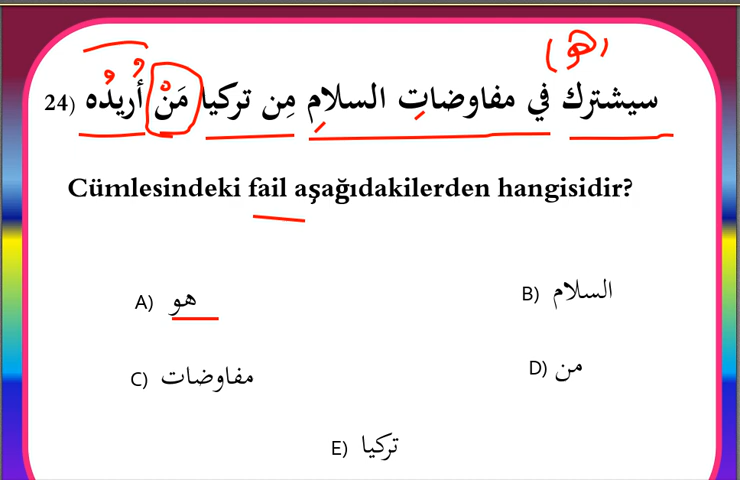 (هو)
24) سيشترك في مفاوضاتِ السلامِ مِن تركيا مَنْ أُريدُه
Cümlesindeki fail aşağıdakilerden hangisidir?
A) هو
B) السلام
C) مفاوضات
D) من
E) تركيا